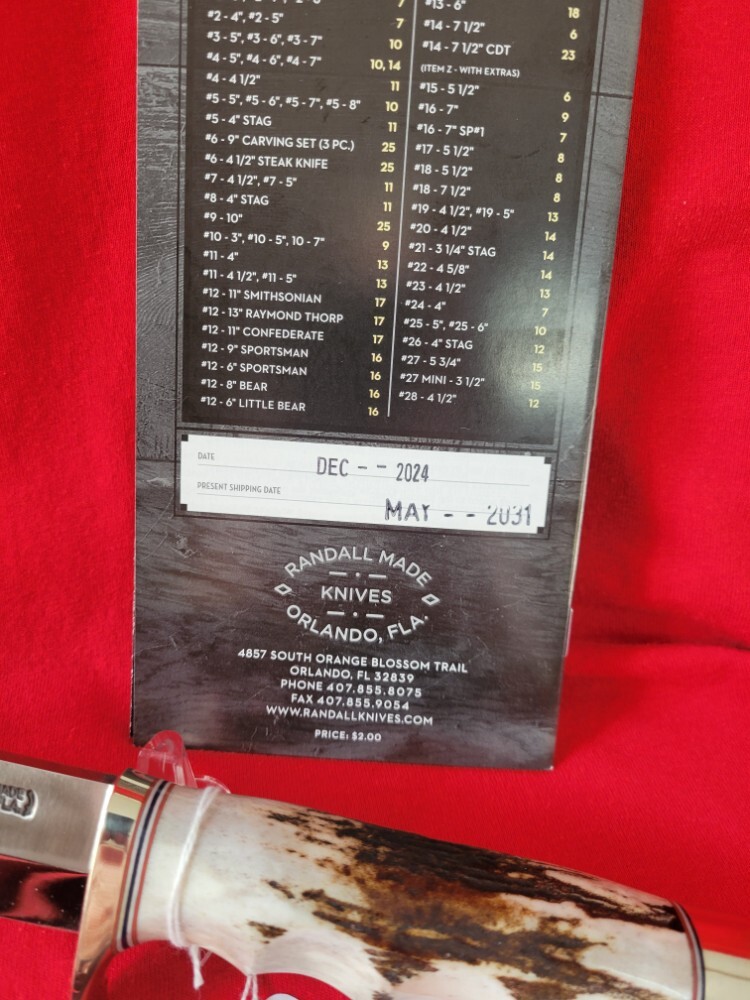 7
#2 - 4", #2 - 5" 7
#3 - 5", #3 - 6", #3 - 7" 10
#4 - 5", #4 - 6", #4 - 7" 10, 14
#4 - 4 1/2" 11
#5 - 5", #5 - 6", #5 - 7", #5 - 8" 10
#5 - 4" STAG 11
#6 - 9" CARVING SET (3 PC.) 25
#6 - 4 1/2" STEAK KNIFE 25
#7 - 4 1/2", #7 - 5" 11
#8 - 4" STAG 11
#9 - 10" 25
#10 - 3", #10 - 5", 10 - 7" 9
#11 - 4" 13
#11 - 4 1/2", #11 - 5" 13
#12 - 11" SMITHSONIAN 17
#12 - 13" RAYMOND THORP 17
#12 - 11" CONFEDERATE 17
#12 - 9" SPORTSMAN 16
#12 - 6" SPORTSMAN 16
#12 - 8" BEAR 16
#12 - 6" LITTLE BEAR 16
#13 - 6" 18
#14 - 7 1/2" 6
#14 - 7 1/2" CDT 23
(ITEM Z - WITH EXTRAS)
#15 - 5 1/2" 6
#16 - 7" 9
#16 - 7" SP#1 7
#17 - 5 1/2" 8
#18 - 5 1/2" 8
#18 - 7 1/2" 8
#19 - 4 1/2", #19 - 5" 13
#20 - 4 1/2" 14
#21 - 3 1/4" STAG 14
#22 - 4 5/8" 14
#23 - 4 1/2" 13
#24 - 4" 7
#25 - 5", #25 - 6" 10
#26 - 4" STAG 12
#27 - 5 3/4" 15
#27 MINI - 3 1/2" 15
#28 - 4 1/2" 12
DATE DEC - - 2024
PRESENT SHIPPING DATE MAY - - 2031
RANDALL MADE
KNIVES
ORLANDO, FLA.
4857 SOUTH ORANGE BLOSSOM TRAIL
ORLANDO, FL 32839
PHONE 407.855.8075
FAX 407.855.9054
WWW.RANDALLKNIVES.COM
PRICE: $2.00